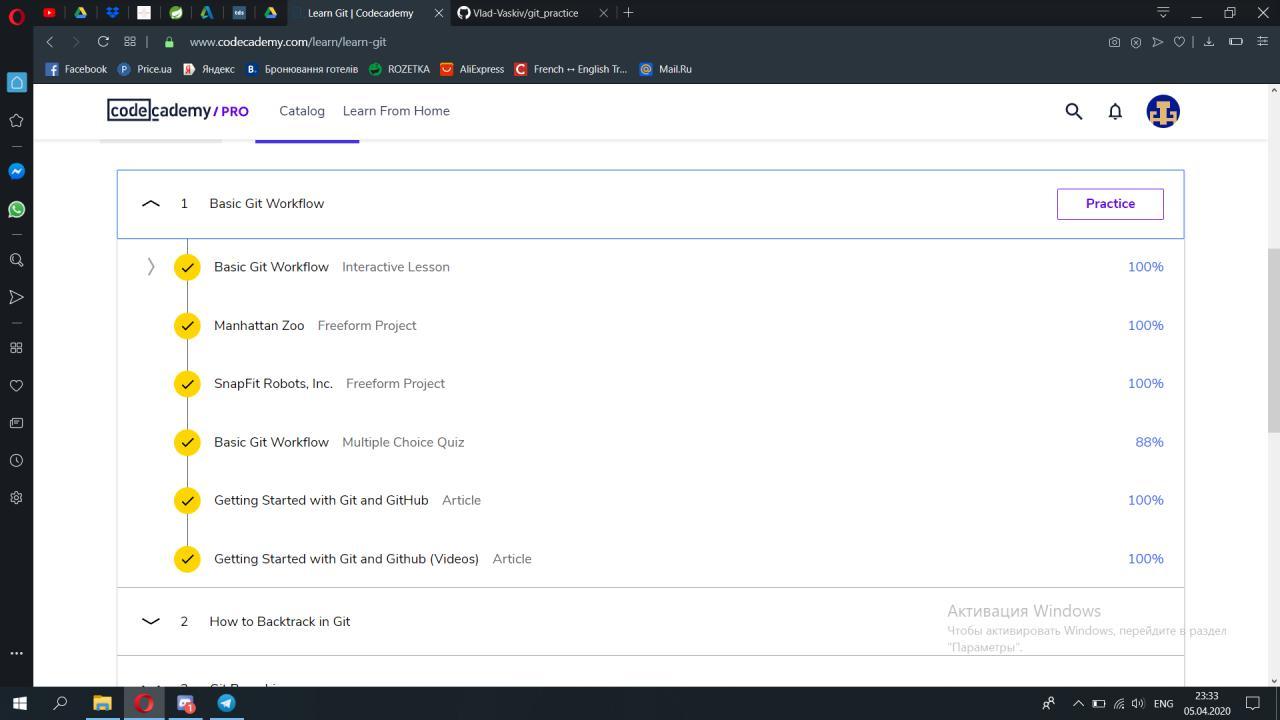 tds
Learn Git | Codecademy
Vlad-Vaskiv/git_practice
www.codecademy.com/learn/learn-git
Facebook
P Price.ua
Я Яндекс
B. Бронювання готелів
ROZETKA
AliExpress
C French ↔ English Tr...
@ Mail.Ru
codecademy/PRO
Catalog
Learn From Home
1 Basic Git Workflow
Practice
Basic Git Workflow Interactive Lesson 100%
Manhattan Zoo Freeform Project 100%
SnapFit Robots, Inc. Freeform Project 100%
Basic Git Workflow Multiple Choice Quiz 88%
Getting Started with Git and GitHub Article 100%
Getting Started with Git and Github (Videos) Article 100%
2 How to Backtrack in Git
Активация Windows
Чтобы активировать Windows, перейдите в раздел
"Параметры".
1
ENG
23:33
05.04.2020